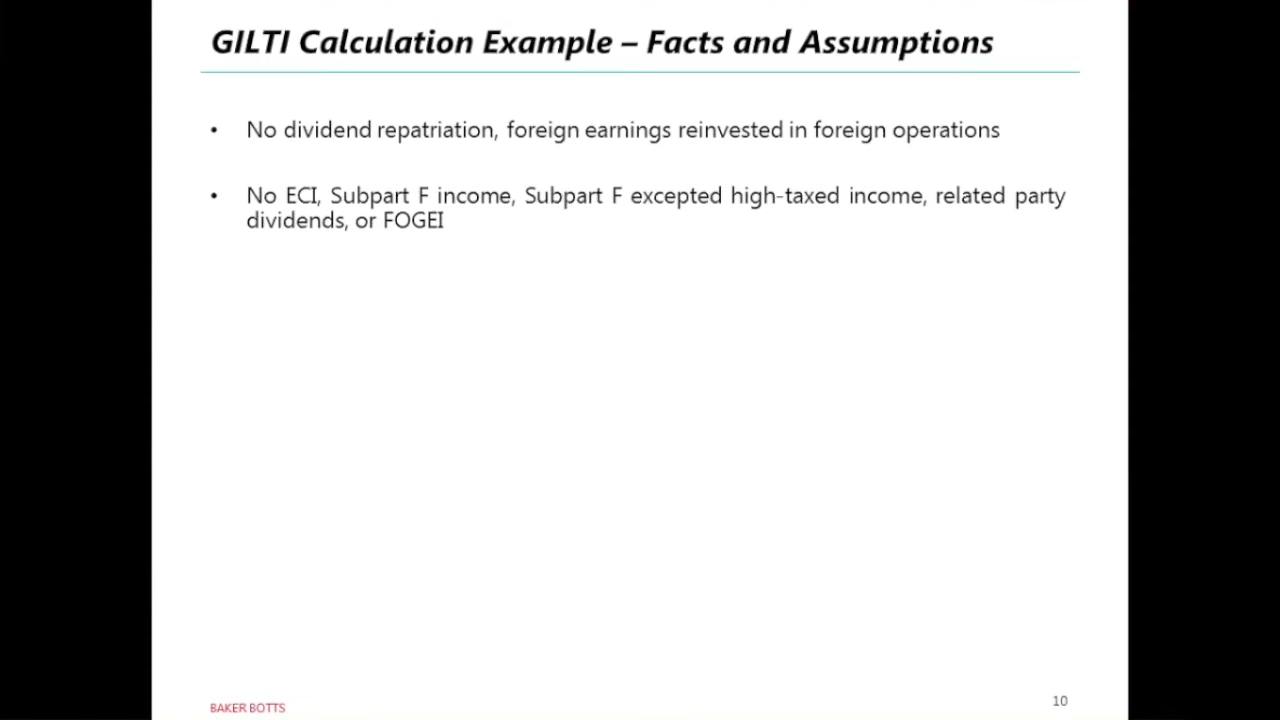 GILTI Calculation Example – Facts and Assumptions
• No dividend repatriation, foreign earnings reinvested in foreign operations
• No ECI, Subpart F income, Subpart F excepted high-taxed income, related party
dividends, or FOGEI
BAKER BOTTS
10